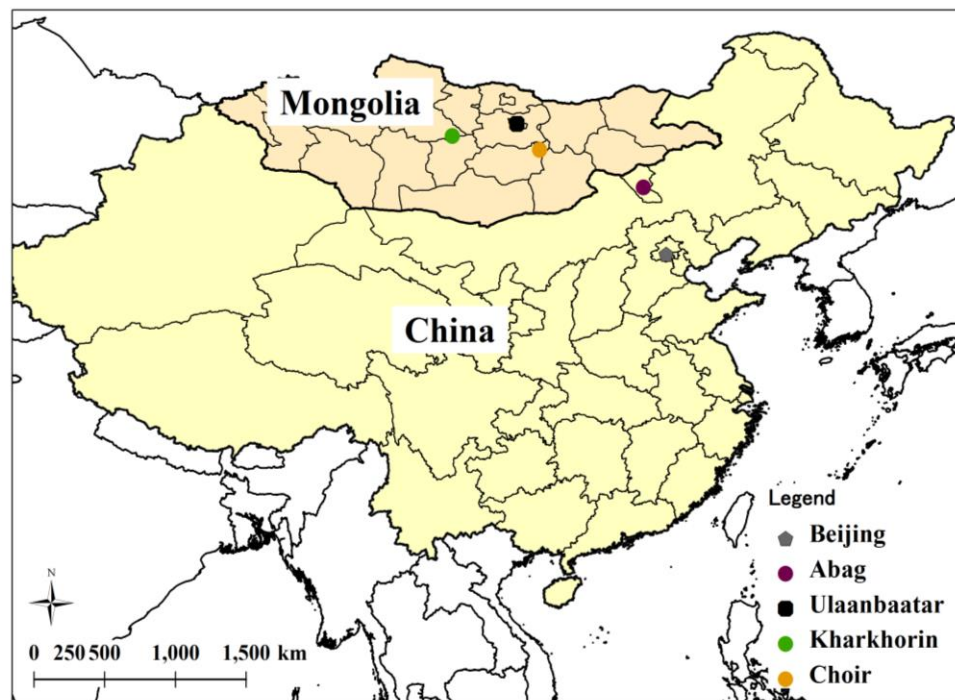 Mongolia
China
Legend
Beijing
Abag
Ulaanbaatar
Kharkhorin
Choir
N
0 250 500 1,000 1,500 km